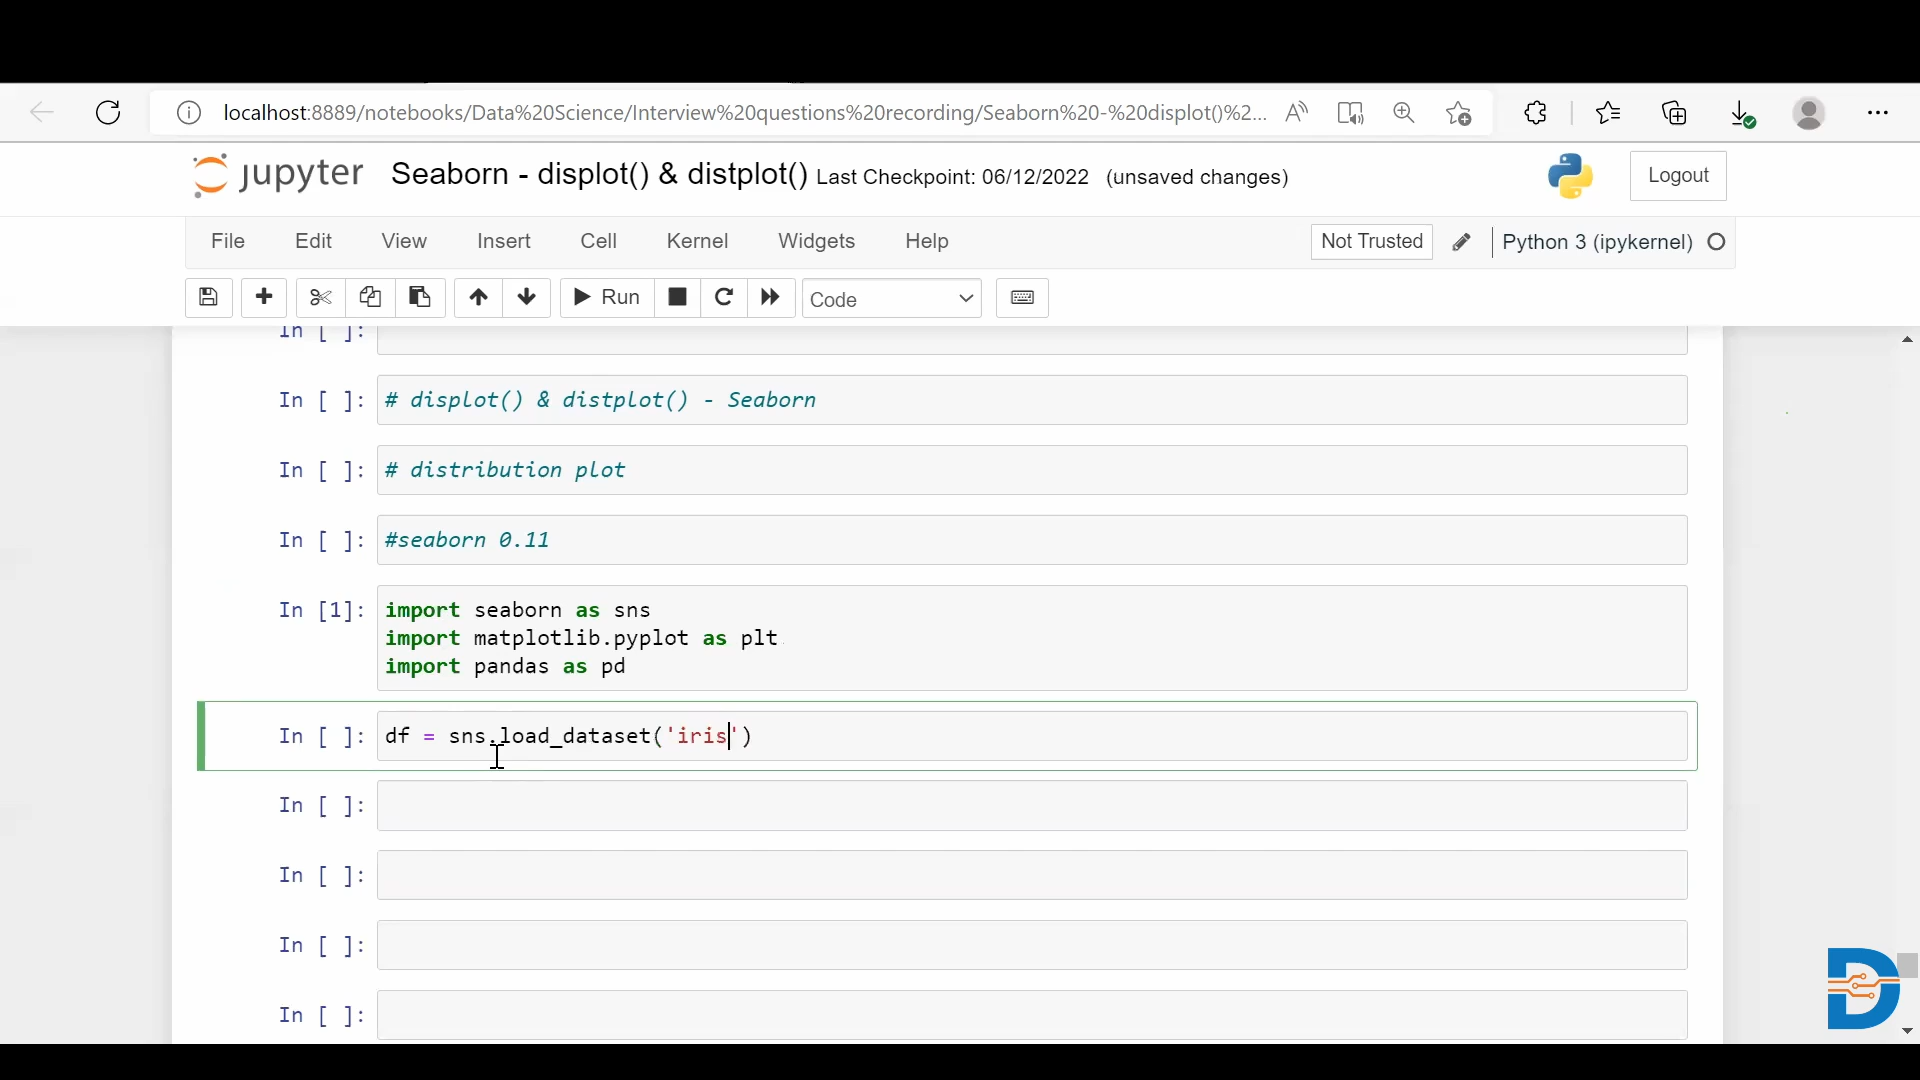 localhost:8889/notebooks/Data%20Science/Interview%20questions%20recording/Seaborn%20-%20displot()%2...
jupyter Seaborn - displot() & distplot() Last Checkpoint: 06/12/2022 (unsaved changes) Logout
File Edit View Insert Cell Kernel Widgets Help Not Trusted Python 3 (ipykernel)
Run Code
In [ ]:
In [ ]: # displot() & distplot() - Seaborn
In [ ]: # distribution plot
In [ ]: #seaborn 0.11
In [1]: import seaborn as sns
import matplotlib.pyplot as plt
import pandas as pd
In [ ]: df = sns.load_dataset('iris')
In [ ]:
In [ ]:
In [ ]:
In [ ]: